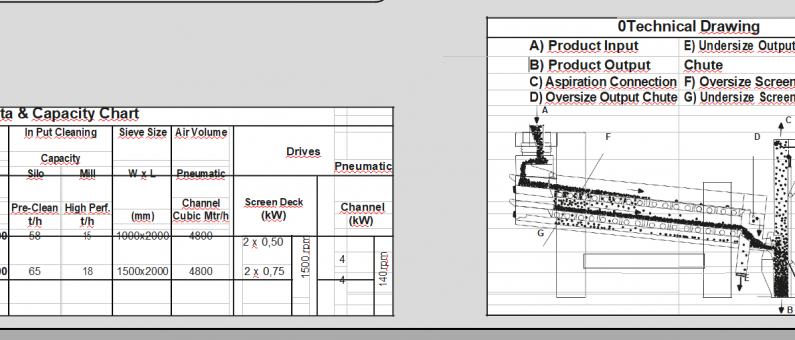 ta & Capacity Chart
In Put Cleaning Sieve Size Air Volume
Drives
Capacity
Pneumatic
Silo Mill W x L Pneumatic
Pre-Clean High Perf. Channel Screen Deck Channel
t/h t/h (mm) Cubic Mtr/h (kW) (kW)
00 58 15 1000x2000 4800 2 x 0,50 1500 rpm 4 140 rpm
00 65 18 1500x2000 4800 2 x 0,75 4
0Technical Drawing
A) Product Input E) Undersize Output
B) Product Output Chute
C) Aspiration Connection F) Oversize Screen
D) Oversize Output Chute G) Undersize Screen
A
C
F D
G
E
B